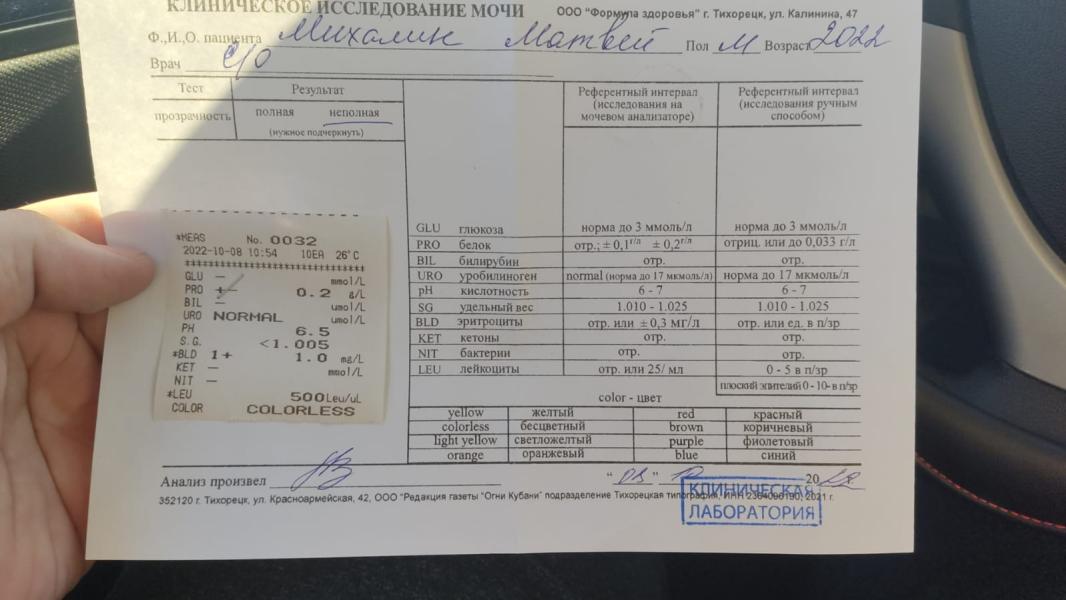 КЛИНИЧЕСКОЕ ИССЛЕДОВАНИЕ МОЧИ ООО "Формула здоровья" г. Тихорецк, ул. Калинина, 47
Ф.,И.,О. пациента Михалик Матвей Пол М Возраст 2022
Врач с/о
Тест Результат
прозрачность полная неполная
(нужное подчеркнуть)
Референтный интервал (исследования на мочевом анализаторе)
Референтный интервал (исследования ручным способом)
GLU глюкоза норма до 3 ммоль/л норма до 3 ммоль/л
PRO белок отр.; ± 0,1г/л ± 0,2г/л отриц. или до 0,033 г/л
BIL билирубин отр. отр.
URO уробилиноген normal (норма до 17 мкмоль/л) норма до 17 мкмоль/л
pH кислотность 6 - 7 6 - 7
SG удельный вес 1.010 - 1.025 1.010 - 1.025
BLD эритроциты отр. или ± 0,3 мг/л отр. или ед. в п/зр
KET кетоны отр. отр.
NIT бактерии отр. отр.
LEU лейкоциты отр. или 25/ мл 0 - 5 в п/зр
плоский эпителий 0 - 10- в п/зр
color - цвет
yellow желтый red красный
colorless бесцветный brown коричневый
light yellow светложелтый purple фиолетовый
orange оранжевый blue синий
*MEAS No. 0032
2022-10-08 10:54 10EA 26°C
************************************
GLU — mmol/L
PRO +- 0.2 g/L
BIL — umol/L
URO NORMAL umol/L
PH 6.5
S.G. <1.005
*BLD 1+ 1.0 mg/L
KET — mmol/L
NIT —
*LEU 500Leu/uL
COLOR COLORLESS
Анализ произвел
352120 г. Тихорецк, ул. Красноармейская, 42, ООО "Редакция газеты "Огни Кубани" подразделение Тихорецкая типография, ИНН 2364000190; 2021 г.
КЛИНИЧЕСКАЯ
ЛАБОРАТОРИЯ